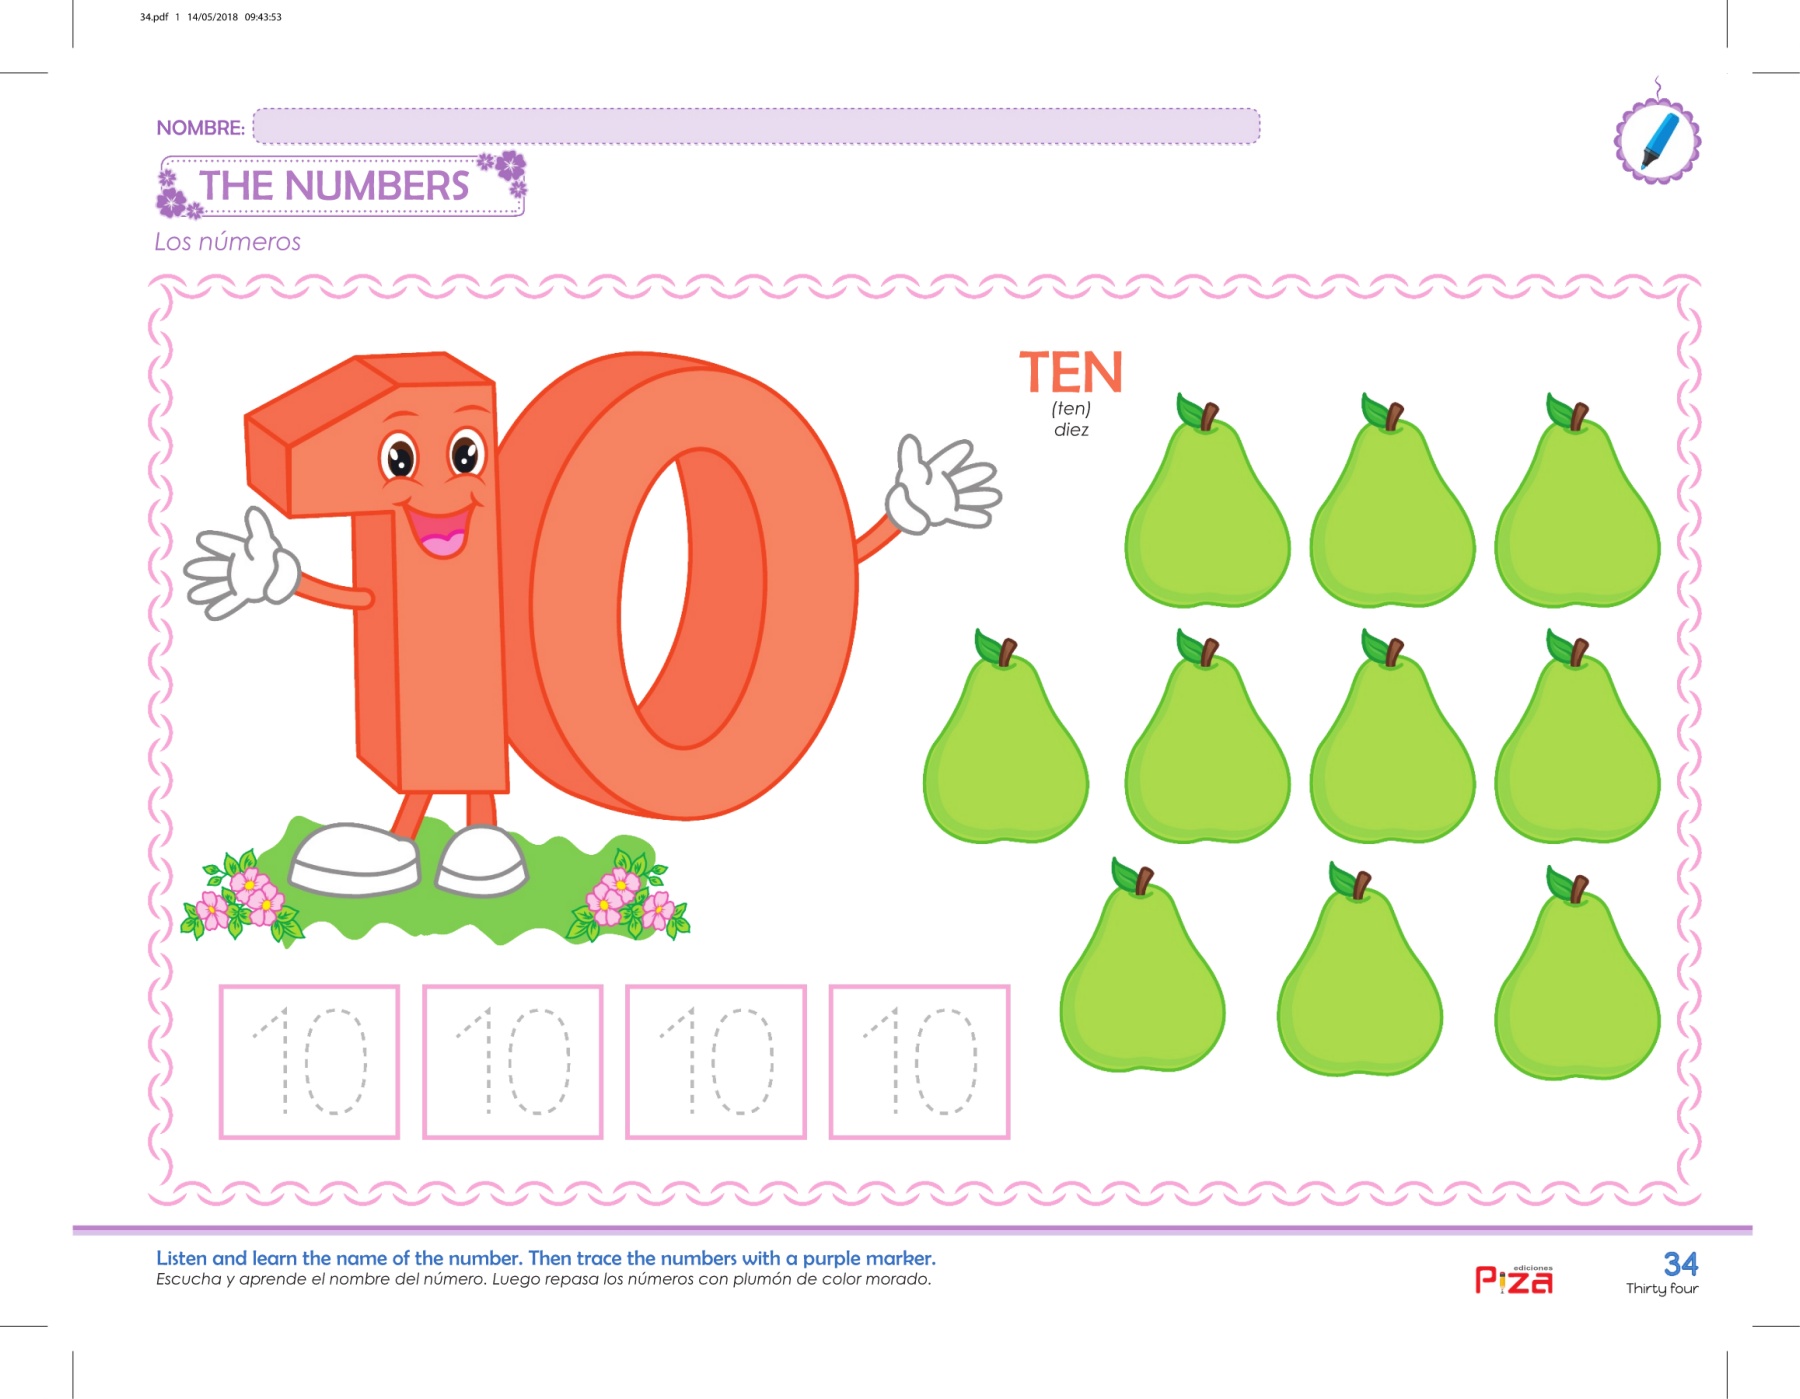 34.pdf 1 14/05/2018 09:43:53
NOMBRE:
THE NUMBERS
Los números
10
TEN
(ten)
diez
10 10 10 10
Listen and learn the name of the number. Then trace the numbers with a purple marker.
Escucha y aprende el nombre del número. Luego repasa los números con plumón de color morado.
ediciones
Piza
34
Thirty four